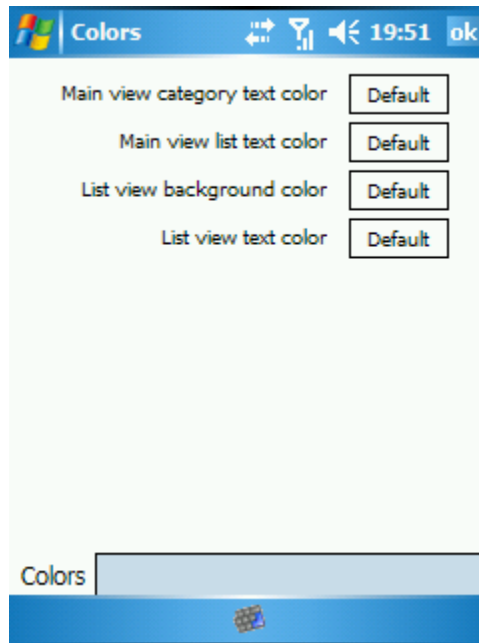 Colors 19:51 ok
Main view category text color Default
Main view list text color Default
List view background color Default
List view text color Default
Colors